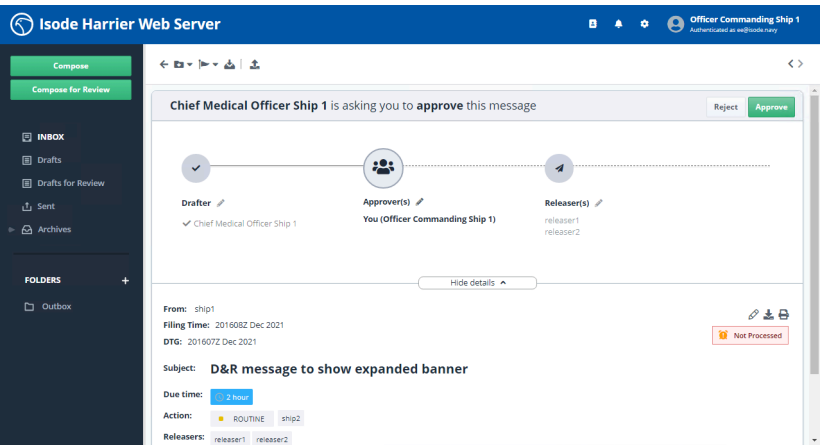 Isode Harrier Web Server
Officer Commanding Ship 1
Authenticated as ee@isode.navy
Compose
Compose for Review
INBOX
Drafts
Drafts for Review
Sent
Archives
FOLDERS +
Outbox
Chief Medical Officer Ship 1 is asking you to approve this message
Reject Approve
Drafter
Chief Medical Officer Ship 1
Approver(s)
You (Officer Commanding Ship 1)
Releaser(s)
releaser1
releaser2
Hide details
From: ship1
Filing Time: 201608Z Dec 2021
DTG: 201607Z Dec 2021
Not Processed
Subject: D&R message to show expanded banner
Due time: 2 hour
Action: ROUTINE ship2
Releasers: releaser1 releaser2